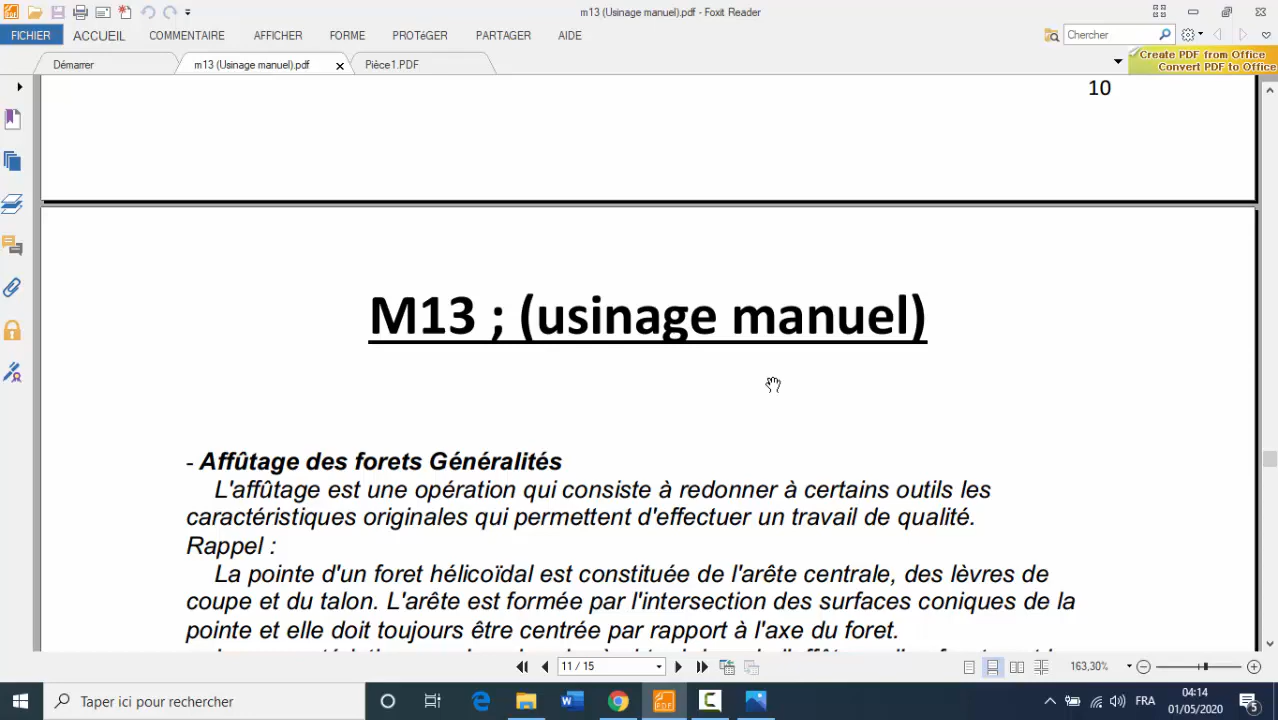 m13 (Usinage manuel).pdf - Foxit Reader
FICHIER ACCUEIL COMMENTAIRE AFFICHER FORME PROTéGER PARTAGER AIDE
Chercher
Démarrer m13 (Usinage manuel).pdf Pièce1.PDF
Create PDF from Office
Convert PDF to Office
10
M13 ; (usinage manuel)
- Affûtage des forets Généralités
L'affûtage est une opération qui consiste à redonner à certains outils les
caractéristiques originales qui permettent d'effectuer un travail de qualité.
Rappel :
La pointe d'un foret hélicoïdal est constituée de l'arête centrale, des lèvres de
coupe et du talon. L'arête est formée par l'intersection des surfaces coniques de la
pointe et elle doit toujours être centrée par rapport à l'axe du foret.
11 / 15
163,30%
Taper ici pour rechercher
FRA
04:14
01/05/2020
5